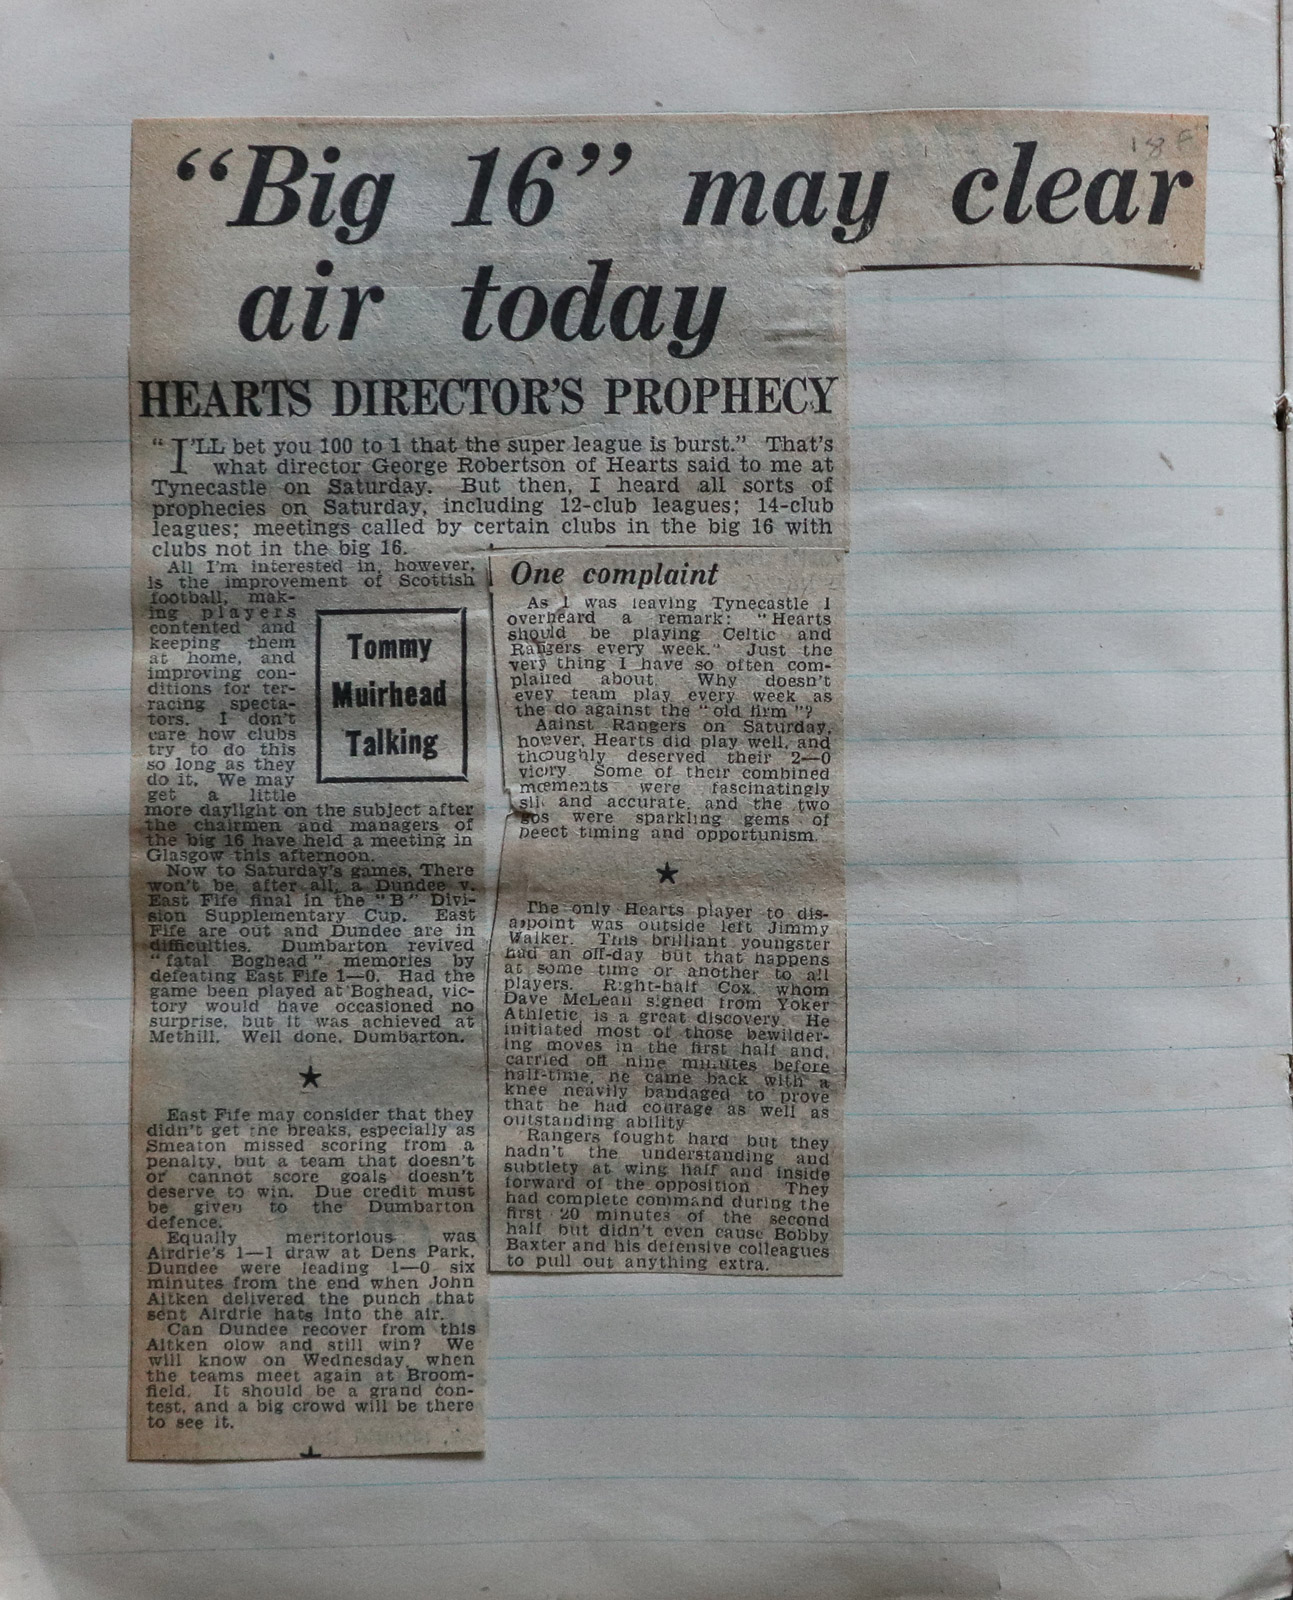 18 F
“Big 16” may clear
air today
HEARTS DIRECTOR'S PROPHECY
“I'LL bet you 100 to 1 that the super league is burst.” That's
what director George Robertson of Hearts said to me at
Tynecastle on Saturday. But then, I heard all sorts of
prophecies on Saturday, including 12-club leagues; 14-club
leagues; meetings called by certain clubs in the big 16 with
clubs not in the big 16.
All I'm interested in, however,
is the improvement of Scottish
football, mak-
ing players
contented and
keeping them
at home, and
improving con-
ditions for ter-
racing specta-
tors. I don't
care how clubs
try to do this
so long as they
do it. We may
get a little
Tommy
Muirhead
Talking
more daylight on the subject after
the chairmen and managers of
the big 16 have held a meeting in
Glasgow this afternoon.
Now to Saturday's games. There
won't be, after all, a Dundee v.
East Fife final in the “B” Divi-
sion Supplementary Cup. East
Fife are out and Dundee are in
difficulties. Dumbarton revived
“fatal Boghead” memories by
defeating East Fife 1—0. Had the
game been played at Boghead, vic-
tory would have occasioned no
surprise, but it was achieved at
Methill. Well done, Dumbarton.
★
East Fife may consider that they
didn't get the breaks, especially as
Smeaton missed scoring from a
penalty, but a team that doesn't
or cannot score goals doesn't
deserve to win. Due credit must
be given to the Dumbarton
defence.
Equally meritorious was
Airdrie's 1—1 draw at Dens Park.
Dundee were leading 1—0 six
minutes from the end when John
Aitken delivered the punch that
sent Airdrie hats into the air.
Can Dundee recover from this
Aitken olow and still win? We
will know on Wednesday, when
the teams meet again at Broom-
field. It should be a grand con-
test, and a big crowd will be there
to see it.
One complaint
As I was leaving Tynecastle I
overheard a remark: “Hearts
should be playing Celtic and
Rangers every week.” Just the
very thing I have so often com-
plained about. Why doesn't
evey team play every week as
the do against the “old firm”?
Aainst Rangers on Saturday,
hovever, Hearts did play well, and
thooughly deserved their 2—0
vicory. Some of their combined
mcements were fascinatingly
and accurate, and the two
were sparkling gems of
peect timing and opportunism.
★
The only Hearts player to dis-
appoint was outside left Jimmy
Walker. This brilliant youngster
had an off-day but that happens
at some time or another to all
players. Right-half Cox, whom
Dave McLean signed from Yoker
Athletic is a great discovery. He
initiated most of those bewilder-
ing moves in the first half and,
carried off nine minutes before
half-time, he came back with a
knee heavily bandaged to prove
that he had courage as well as
outstanding ability
Rangers fought hard but they
hadn't the understanding and
subtlety at wing half and inside
forward of the opposition They
had complete command during the
first 20 minutes of the second
half but didn't even cause Bobby
Baxter and his defensive colleagues
to pull out anything extra.